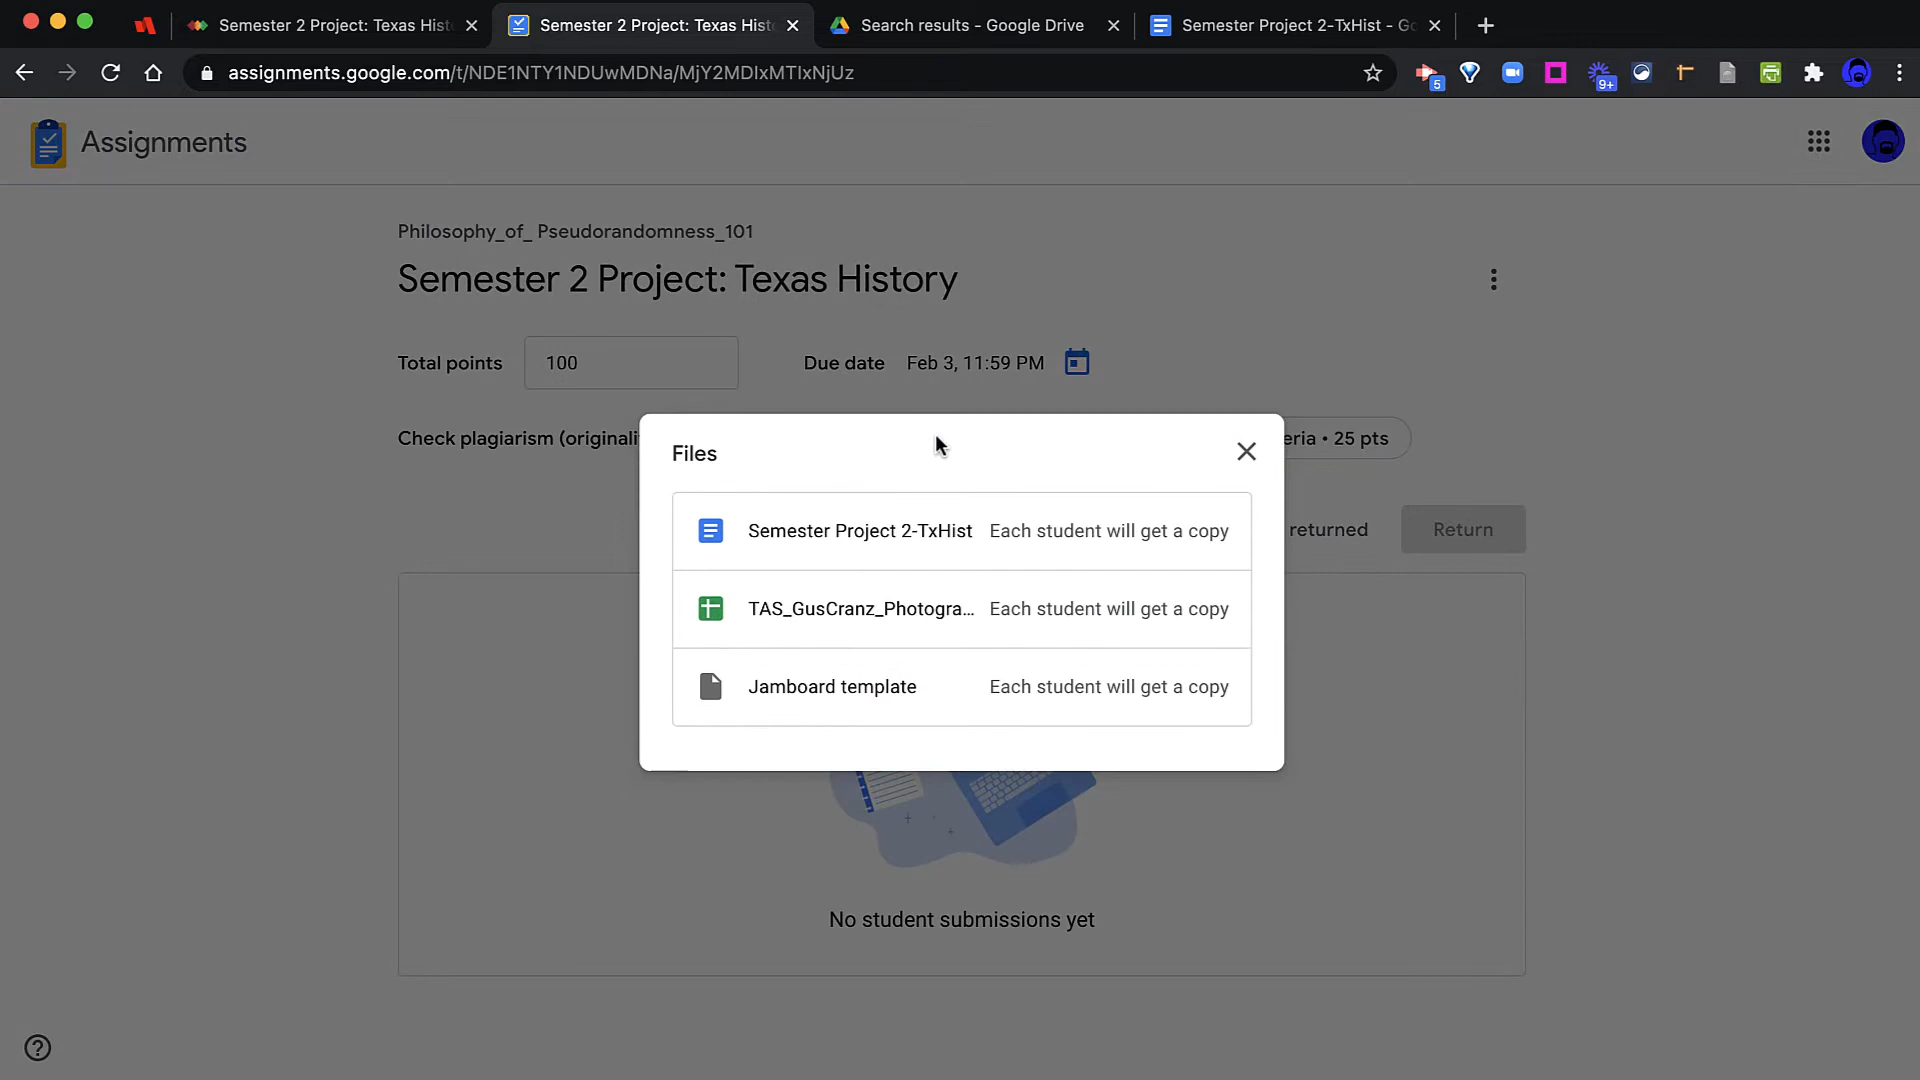 Semester 2 Project: Texas Hist
Semester 2 Project: Texas Hist
Search results - Google Drive
Semester Project 2-TxHist - Go
assignments.google.com/t/NDE1NTY1NDUwMDNa/MjY2MDIxMTIxNjUz
5
9+
Assignments
Philosophy_of_ Pseudorandomness_101
Semester 2 Project: Texas History
Total points
100
Due date
Feb 3, 11:59 PM
Check plagiarism (originali
eria • 25 pts
Files
Semester Project 2-TxHist
Each student will get a copy
TAS_GusCranz_Photogra...
Each student will get a copy
Jamboard template
Each student will get a copy
returned
Return
No student submissions yet